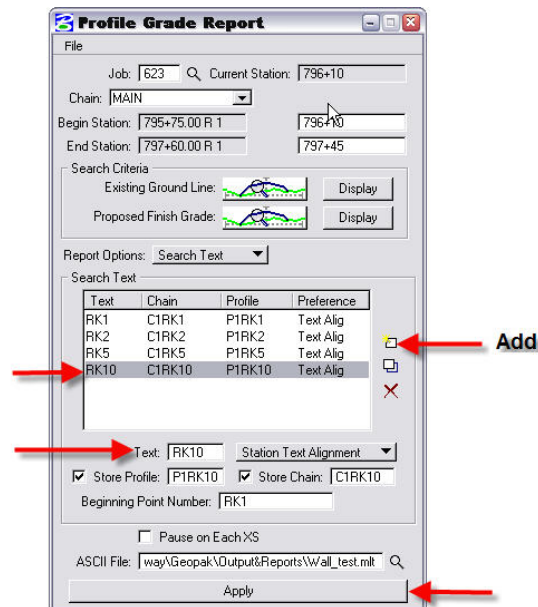 Profile Grade Report
File
Job: 623 Current Station: 796+10
Chain: MAIN
Begin Station: 795+75.00 R 1 796+10
End Station: 797+60.00 R 1 797+45
Search Criteria
Existing Ground Line: Display
Proposed Finish Grade: Display
Report Options: Search Text
Search Text
Text Chain Profile Preference
RK1 C1RK1 P1RK1 Text Alig
RK2 C1RK2 P1RK2 Text Alig
RK5 C1RK5 P1RK5 Text Alig
RK10 C1RK10 P1RK10 Text Alig
Add
Text: RK10 Station Text Alignment
Store Profile: P1RK10 Store Chain: C1RK10
Beginning Point Number: RK1
Pause on Each XS
ASCII File: way\Geopak\Output&Reports\Wall_test.mlt
Apply